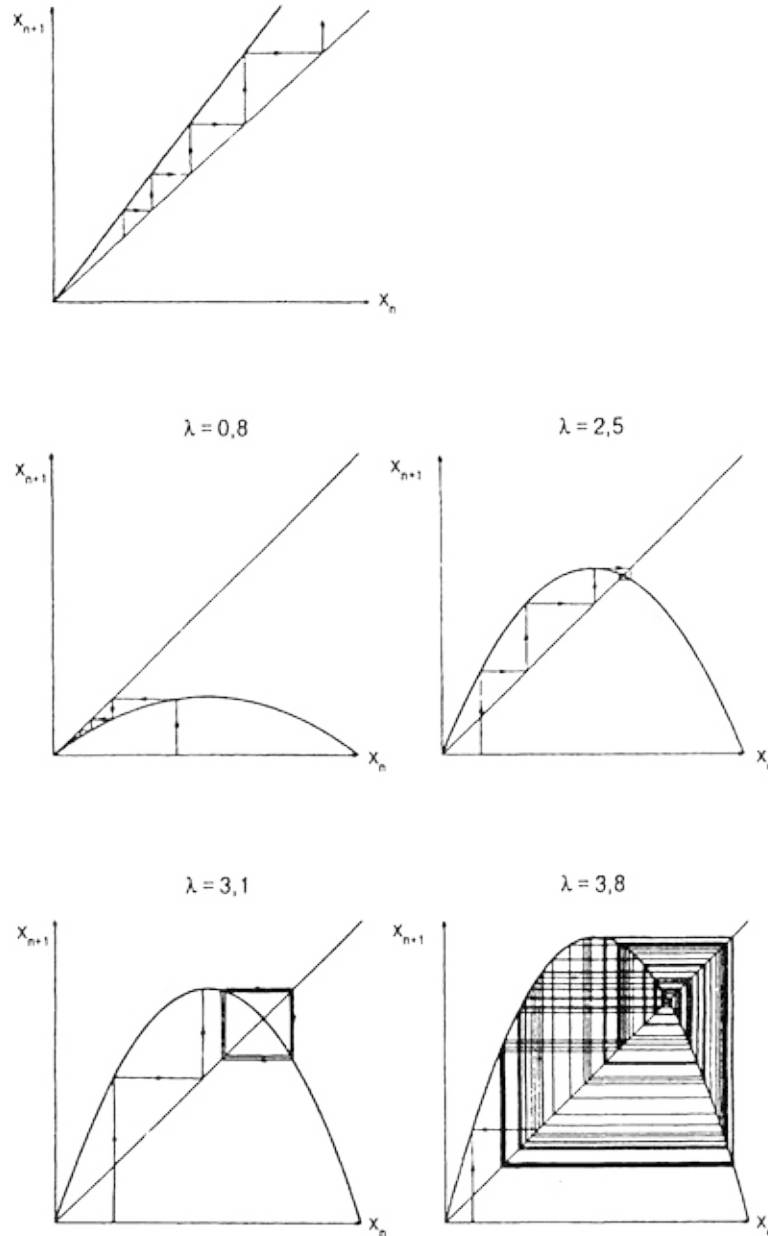 X_{n+1}
X_n
λ = 0,8
λ = 2,5
X_{n+1}
X_{n+1}
X_n
λ = 3,1
λ = 3,8
X_{n+1}
X_{n+1}
X_n